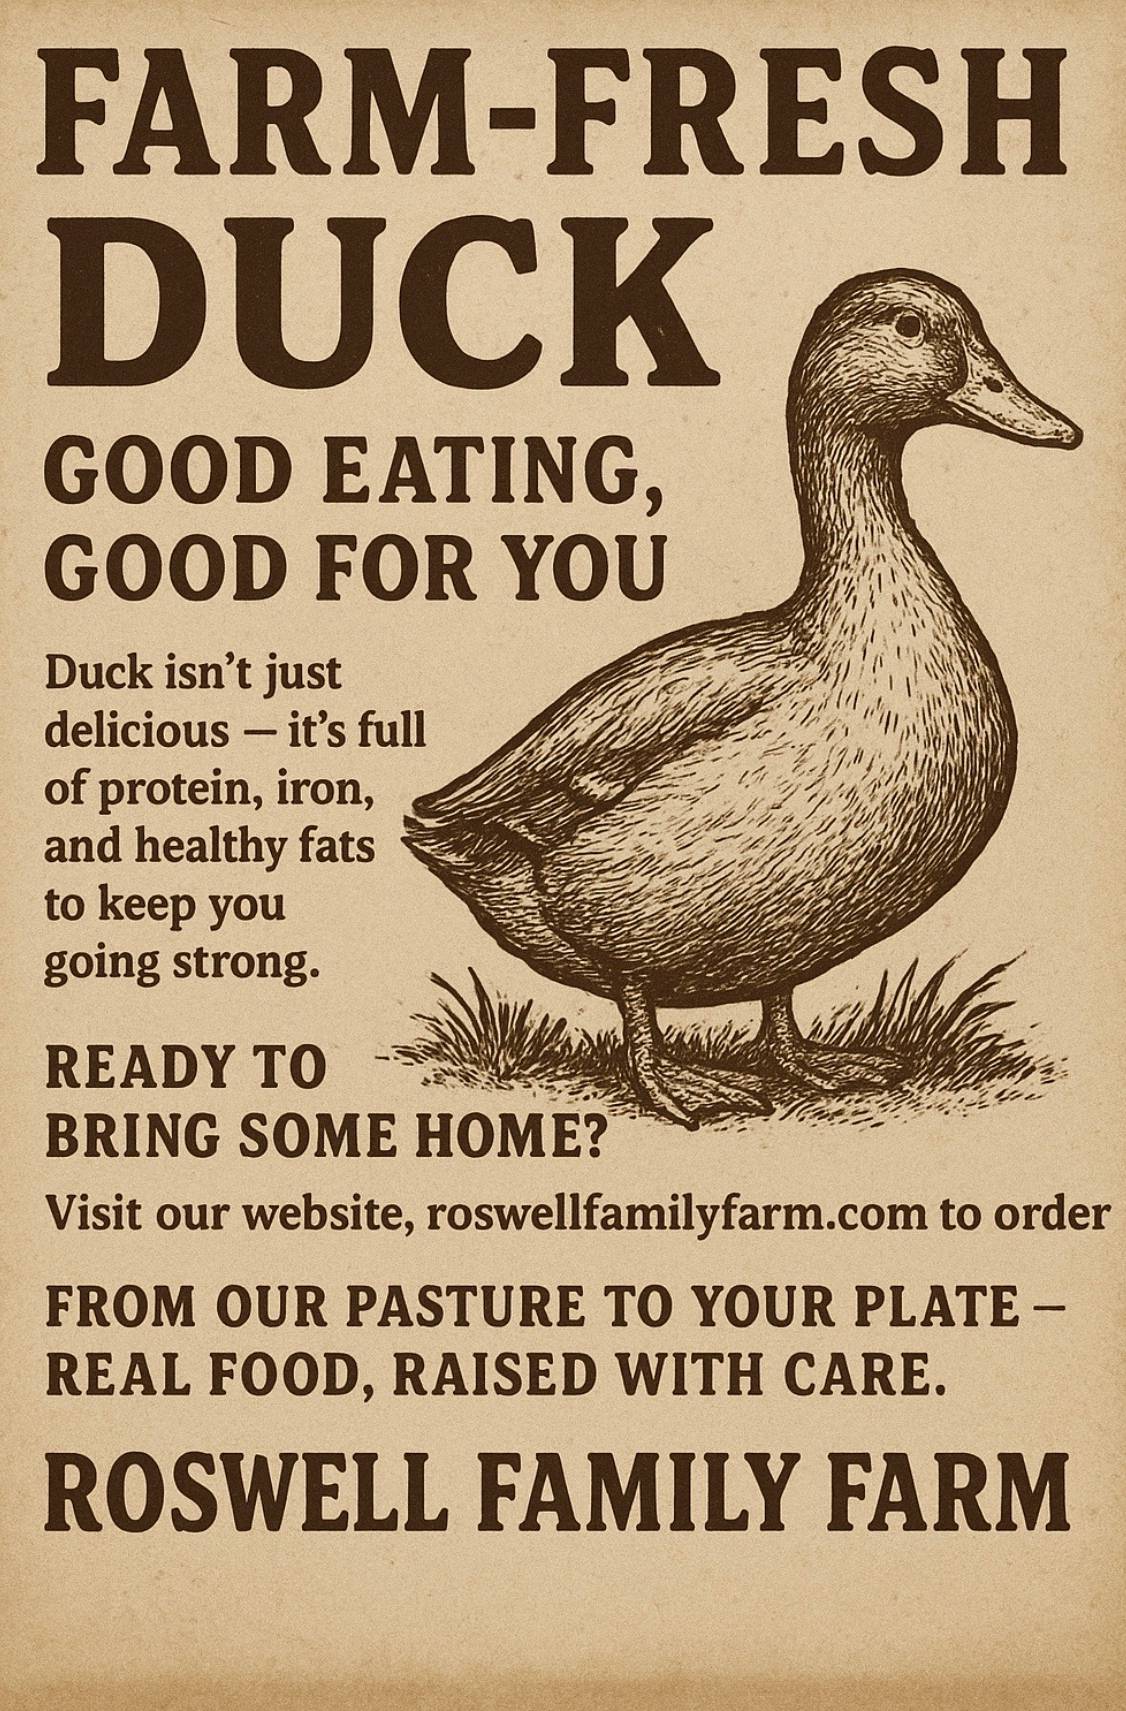 FARM-FRESH
DUCK
GOOD EATING,
GOOD FOR YOU
Duck isn’t just
delicious — it’s full
of protein, iron,
and healthy fats
to keep you
going strong.
READY TO
BRING SOME HOME?
Visit our website, roswellfamilyfarm.com to order
FROM OUR PASTURE TO YOUR PLATE –
REAL FOOD, RAISED WITH CARE.
ROSWELL FAMILY FARM